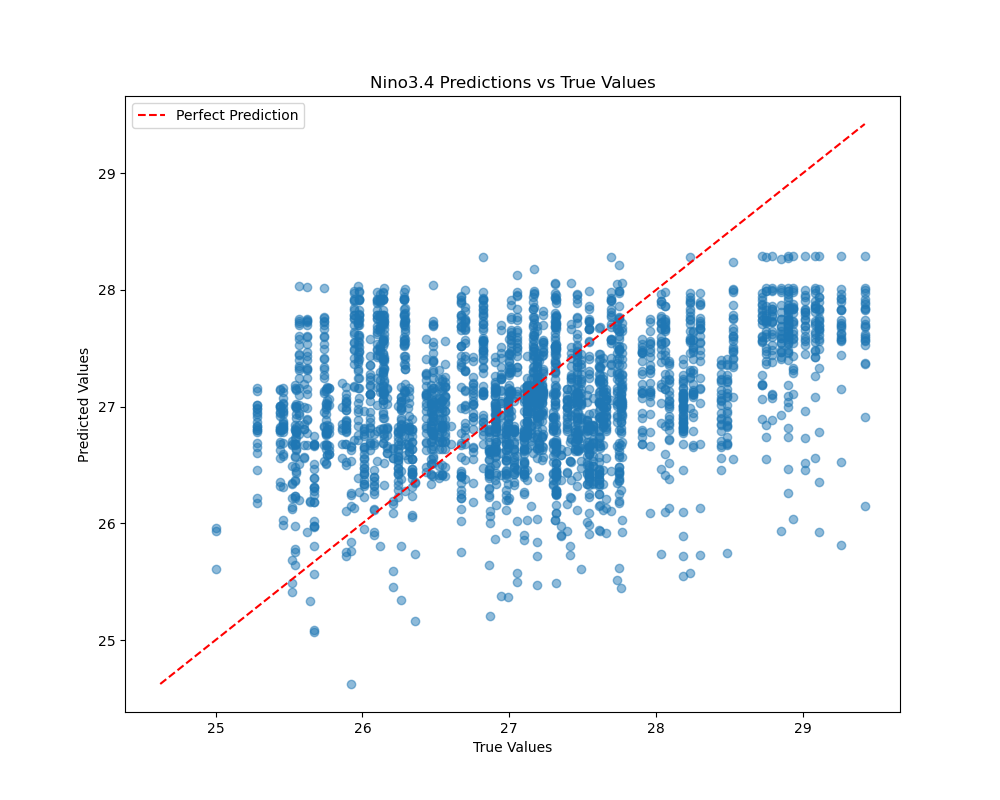 Nino3.4 Predictions vs True Values
Perfect Prediction
29
28
27
26
25
Predicted Values
25 26 27 28 29
True Values